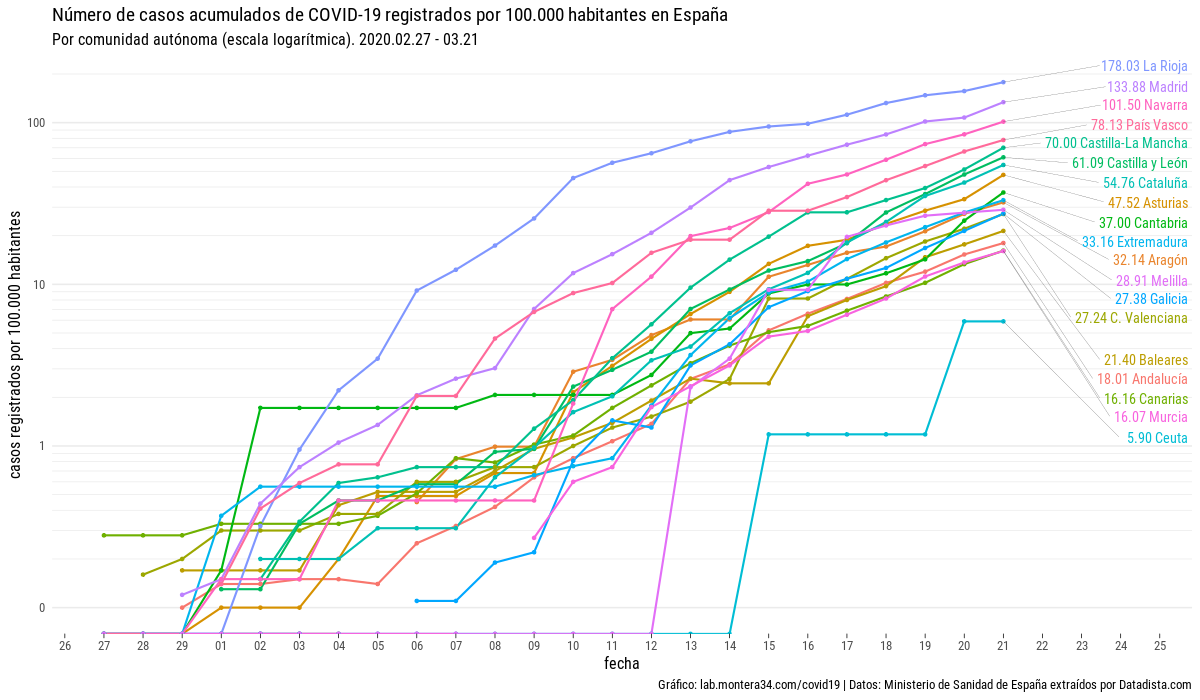 Número de casos acumulados de COVID-19 registrados por 100.000 habitantes en España
Por comunidad autónoma (escala logarítmica). 2020.02.27 - 03.21
casos registrados por 100.000 habitantes
100
10
1
0
178.03 La Rioja
133.88 Madrid
101.50 Navarra
78.13 País Vasco
70.00 Castilla-La Mancha
61.09 Castilla y León
54.76 Cataluña
47.52 Asturias
37.00 Cantabria
33.16 Extremadura
32.14 Aragón
28.91 Melilla
27.38 Galicia
27.24 C. Valenciana
21.40 Baleares
18.01 Andalucía
16.16 Canarias
16.07 Murcia
5.90 Ceuta
26 27 28 29 01 02 03 04 05 06 07 08 09 10 11 12 13 14 15 16 17 18 19 20 21 22 23 24 25
fecha
Gráfico: lab.montera34.com/covid19 | Datos: Ministerio de Sanidad de España extraídos por Datadista.com